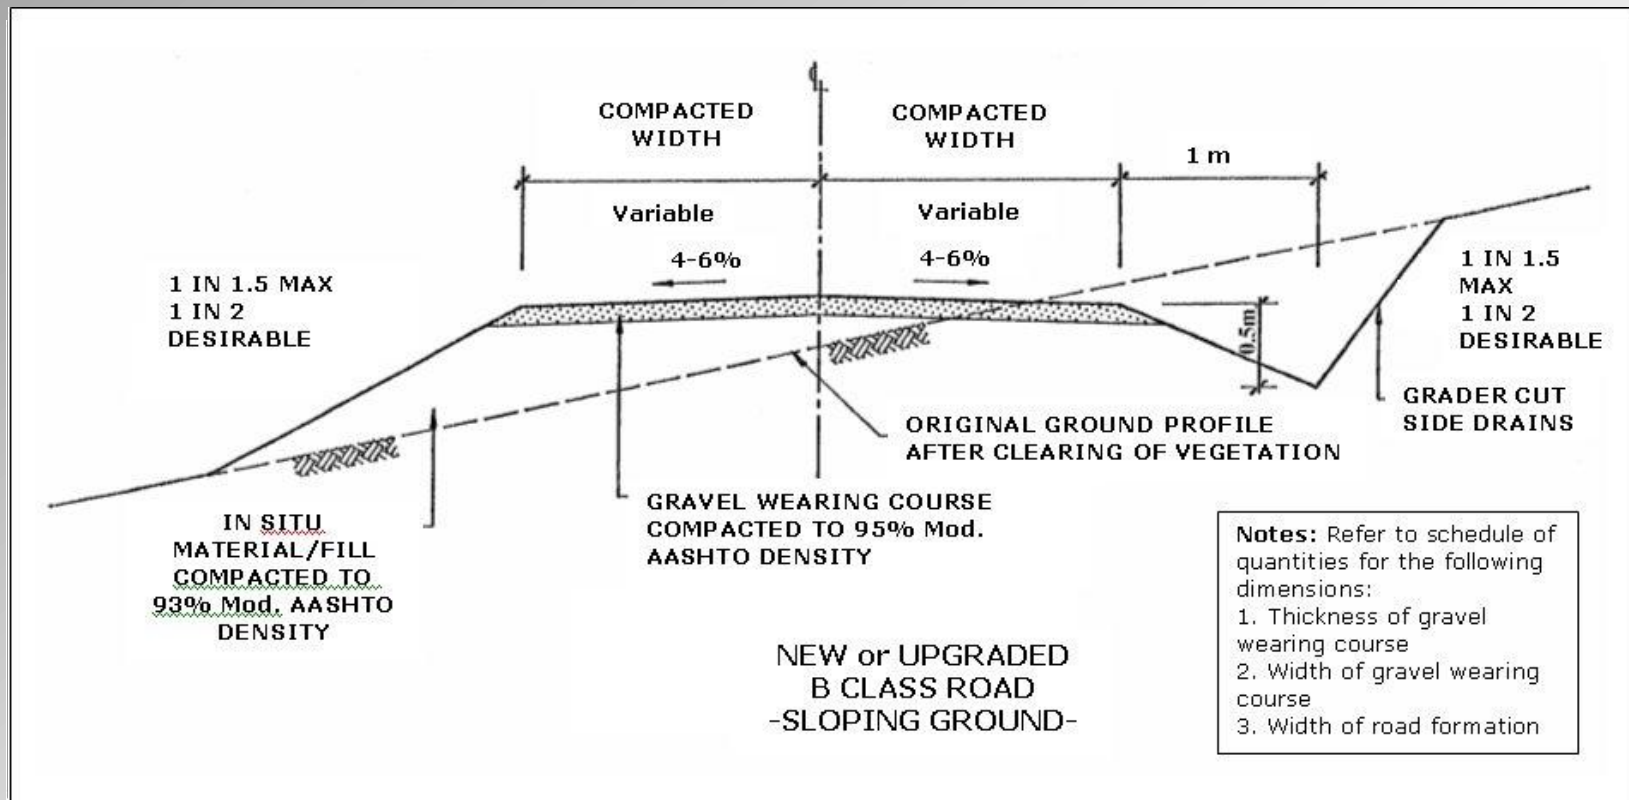 ℄
COMPACTED
WIDTH
COMPACTED
WIDTH
1 m
Variable
Variable
4-6%
4-6%
1 IN 1.5 MAX
1 IN 2
DESIRABLE
1 IN 1.5
MAX
1 IN 2
DESIRABLE
0.5m
GRADER CUT
SIDE DRAINS
ORIGINAL GROUND PROFILE
AFTER CLEARING OF VEGETATION
GRAVEL WEARING COURSE
COMPACTED TO 95% Mod.
AASHTO DENSITY
IN SITU
MATERIAL/FILL
COMPACTED TO
93% Mod. AASHTO
DENSITY
NEW or UPGRADED
B CLASS ROAD
-SLOPING GROUND-
Notes: Refer to schedule of
quantities for the following
dimensions:
1. Thickness of gravel
wearing course
2. Width of gravel wearing
course
3. Width of road formation